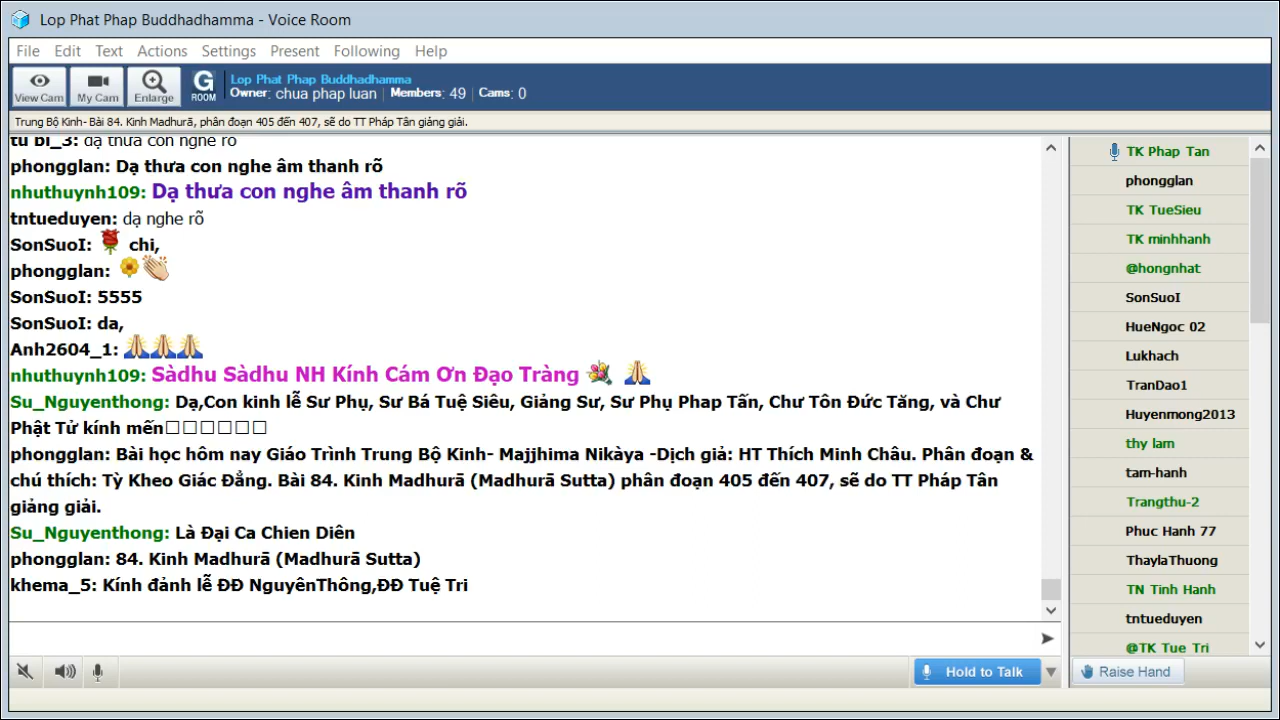 Lop Phat Phap Buddhadhamma - Voice Room
File Edit Text Actions Settings Present Following Help
View Cam My Cam Enlarge G ROOM
Lop Phat Phap Buddhadhamma
Owner: chua phap luan | Members: 49 | Cams: 0
Trung Bộ Kinh- Bài 84. Kinh Madhurā, phân đoạn 405 đến 407, sẽ do TT Pháp Tân giảng giải.
tu bi_3: dạ thưa con nghe rõ
phongglan: Dạ thưa con nghe âm thanh rõ
nhuthuynh109: Dạ thưa con nghe âm thanh rõ
tntueduyen: dạ nghe rõ
SonSuoI: 🌹 chi,
phongglan: 🌼👏
SonSuoI: 5555
SonSuoI: da,
Anh2604_1: 🙏🙏🙏
nhuthuynh109: Sàdhu Sàdhu NH Kính Cám Ơn Đạo Tràng 💐 🙏
Su_Nguyenthong: Dạ,Con kinh lễ Sư Phụ, Sư Bá Tuệ Siêu, Giảng Sư, Sư Phụ Phap Tấn, Chư Tôn Đức Tăng, và Chư
Phật Tử kính mến□□□□□□
phongglan: Bài học hôm nay Giáo Trình Trung Bộ Kinh- Majjhima Nikàya -Dịch giả: HT Thích Minh Châu. Phân đoạn &
chú thích: Tỳ Kheo Giác Đẳng. Bài 84. Kinh Madhurā (Madhurā Sutta) phân đoạn 405 đến 407, sẽ do TT Pháp Tân
giảng giải.
Su_Nguyenthong: Là Đại Ca Chien Diên
phongglan: 84. Kinh Madhurā (Madhurā Sutta)
khema_5: Kính đảnh lễ ĐĐ NguyênThông,ĐĐ Tuệ Tri
TK Phap Tan
phongglan
TK TueSieu
TK minhhanh
@hongnhat
SonSuoI
HueNgoc 02
Lukhach
TranDao1
Huyenmong2013
thy lam
tam-hanh
Trangthu-2
Phuc Hanh 77
ThaylaThuong
TN Tinh Hanh
tntueduyen
@TK Tue Tri
Hold to Talk
Raise Hand